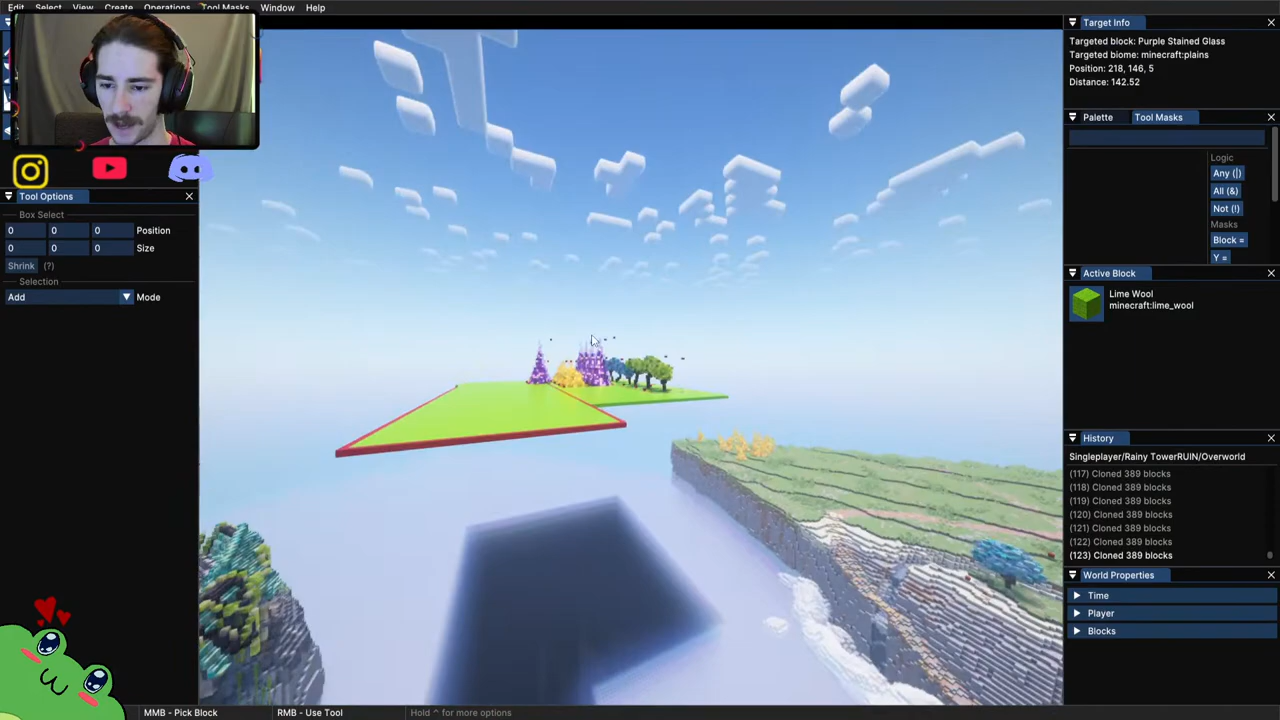 Edit Select View Create Operations Tool Masks Window Help
Target Info
Targeted block: Purple Stained Glass
Targeted biome: minecraft:plains
Position: 218, 146, 5
Distance: 142.52
Palette Tool Masks
Logic
Any (|)
All (&)
Not (!)
Masks
Block =
Y =
Tool Options
Box Select
0 0 0 Position
0 0 0 Size
Shrink (?)
Selection
Add Mode
Active Block
Lime Wool
minecraft:lime_wool
History
Singleplayer/Rainy TowerRUIN/Overworld
(117) Cloned 389 blocks
(118) Cloned 389 blocks
(119) Cloned 389 blocks
(120) Cloned 389 blocks
(121) Cloned 389 blocks
(122) Cloned 389 blocks
(123) Cloned 389 blocks
World Properties
Time
Player
Blocks
MMB - Pick Block RMB - Use Tool Hold ^ for more options